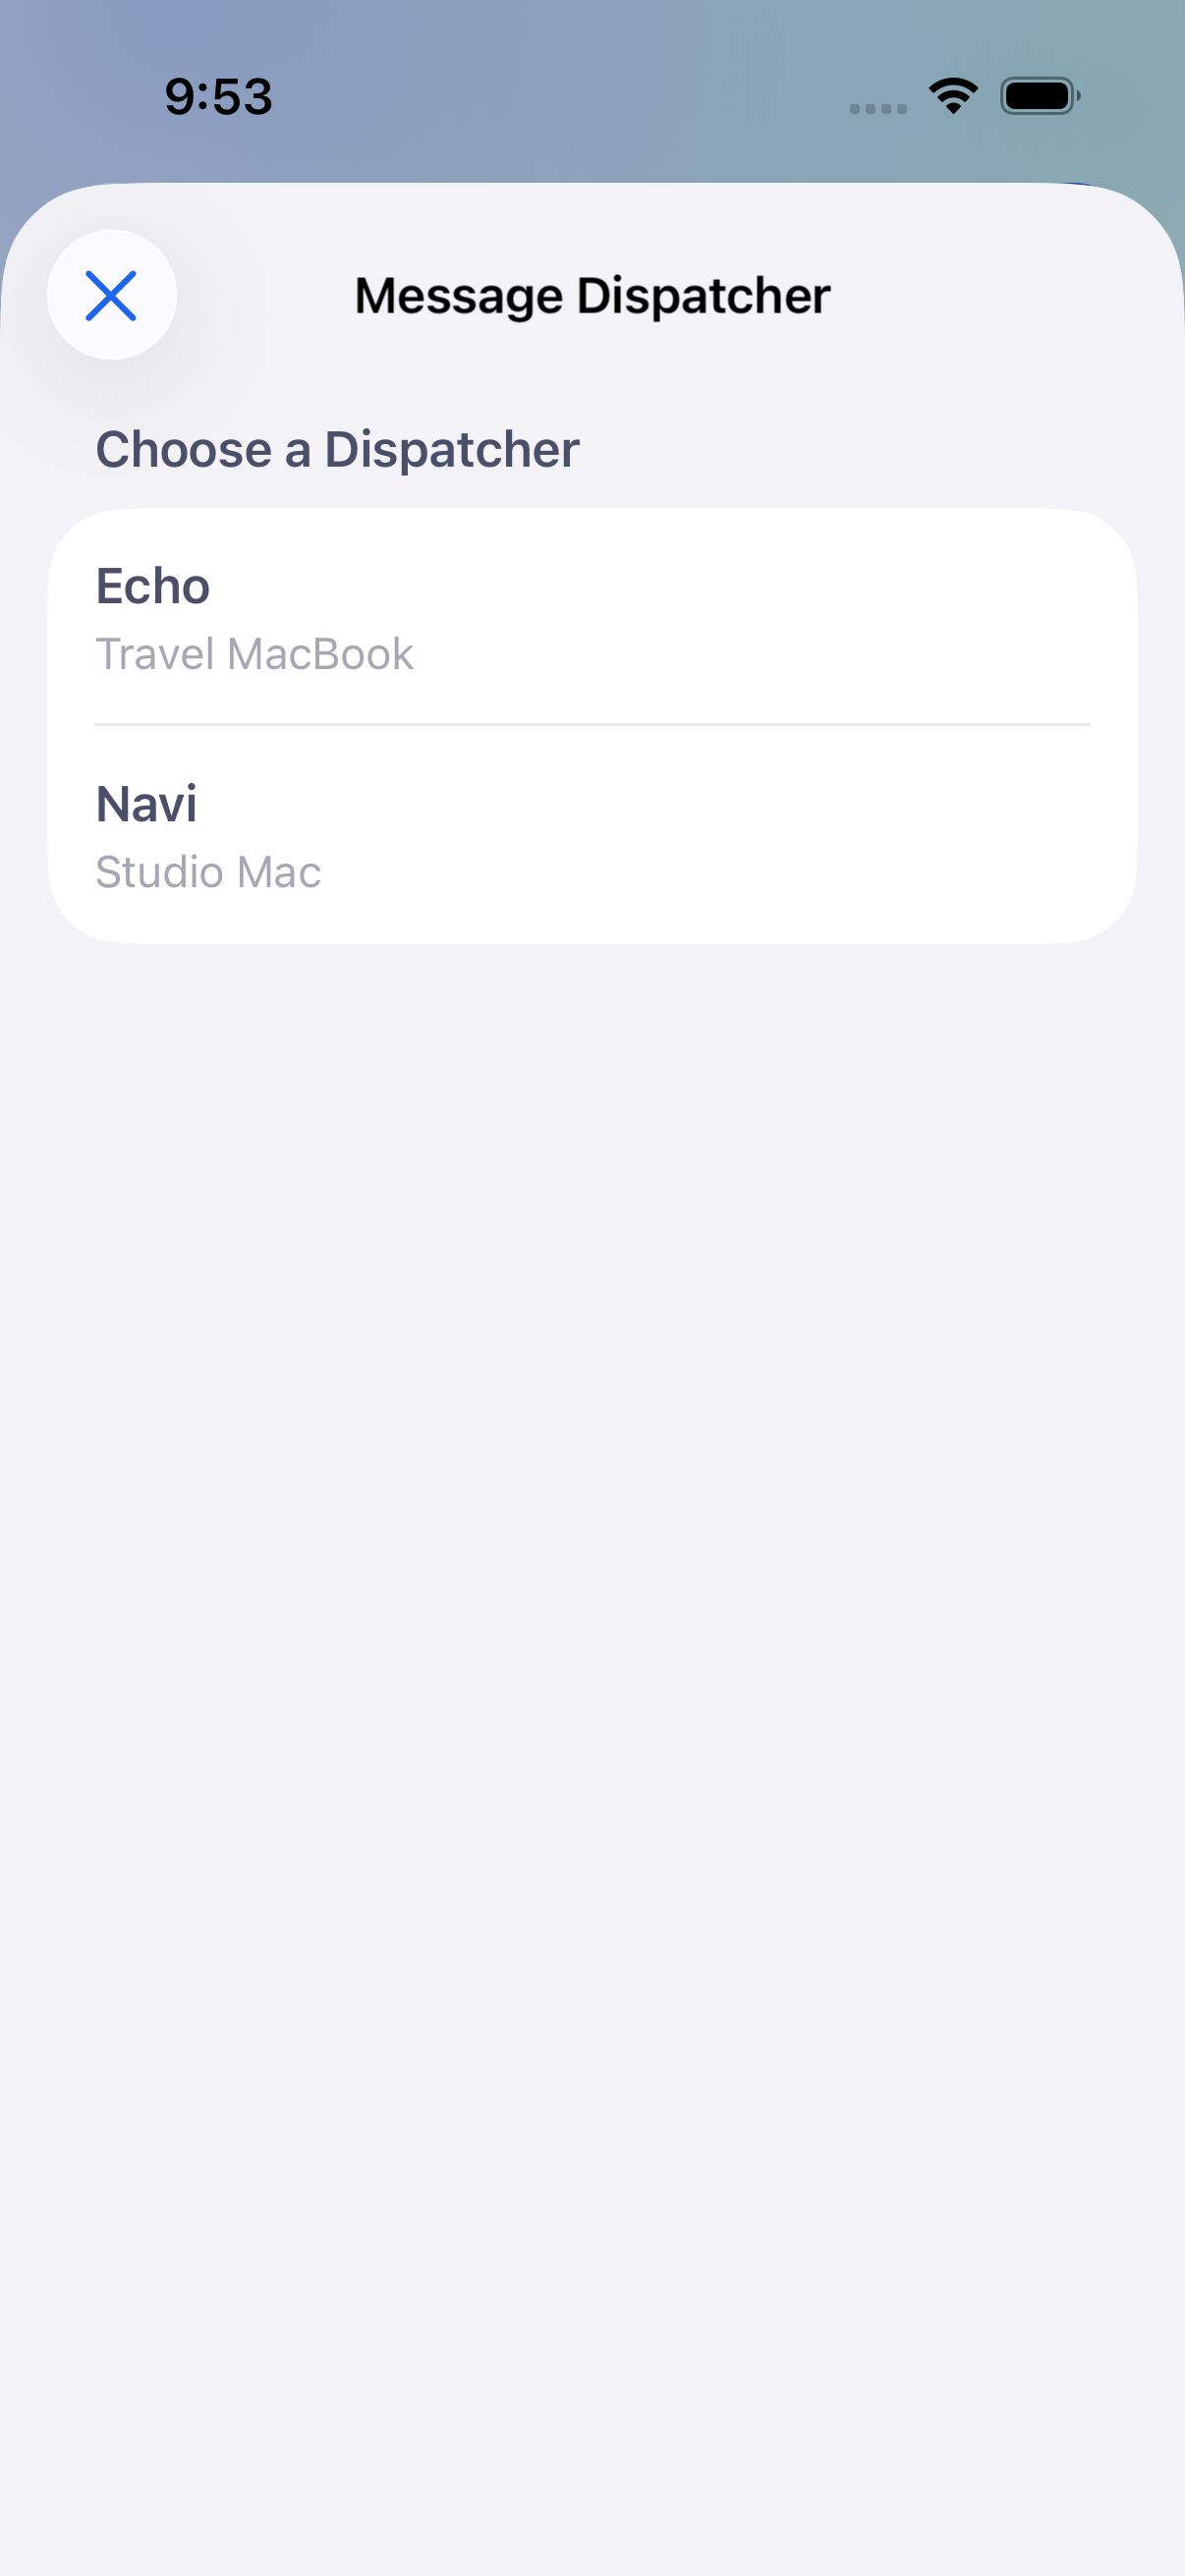 9:53
Message Dispatcher
Choose a Dispatcher
Echo
Travel MacBook
Navi
Studio Mac